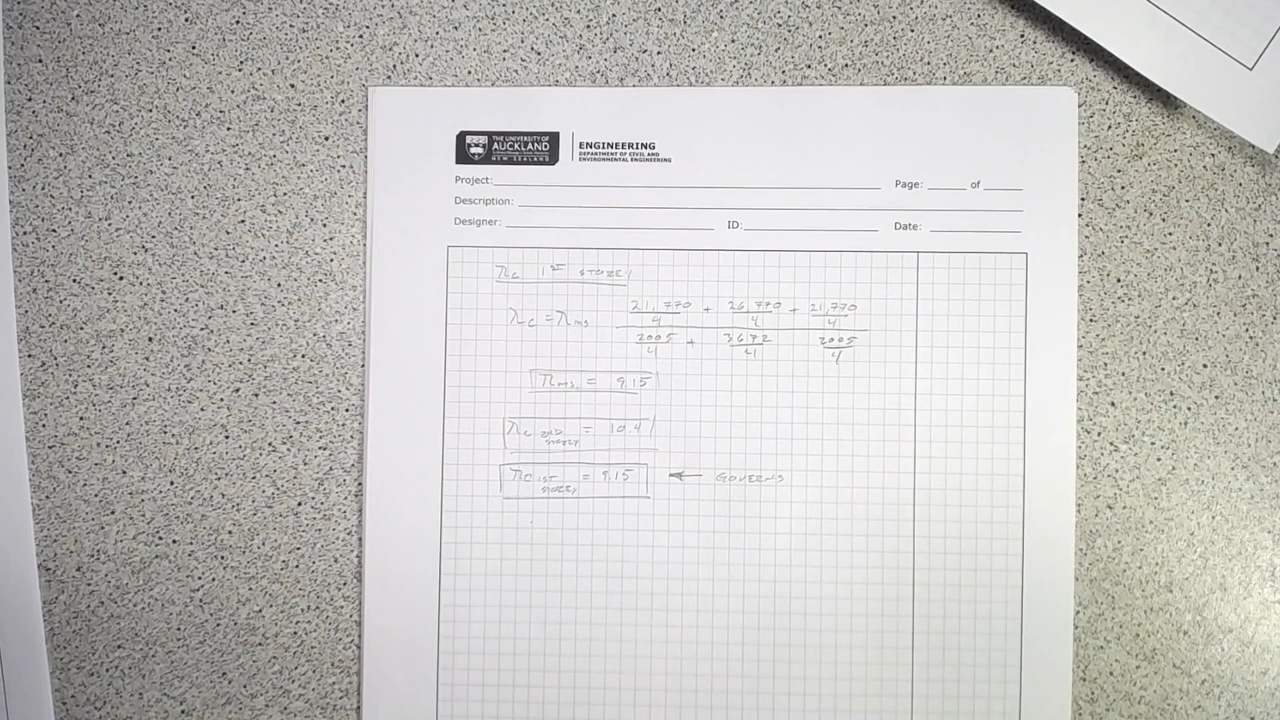 THE UNIVERSITY OF
AUCKLAND
NEW ZEALAND
ENGINEERING
DEPARTMENT OF CIVIL AND
ENVIRONMENTAL ENGINEERING
Project:
Page: of
Description:
Designer: ID: Date:
λc 1ST STOREY
λc = λms 21,770/4 + 26,770/4 + 21,770/4
2005/4 + 3672/4 2005/4
λms = 9.15
λc 2ND STOREY = 10.4
λc 1ST STOREY = 9.15 ← GOVERNS